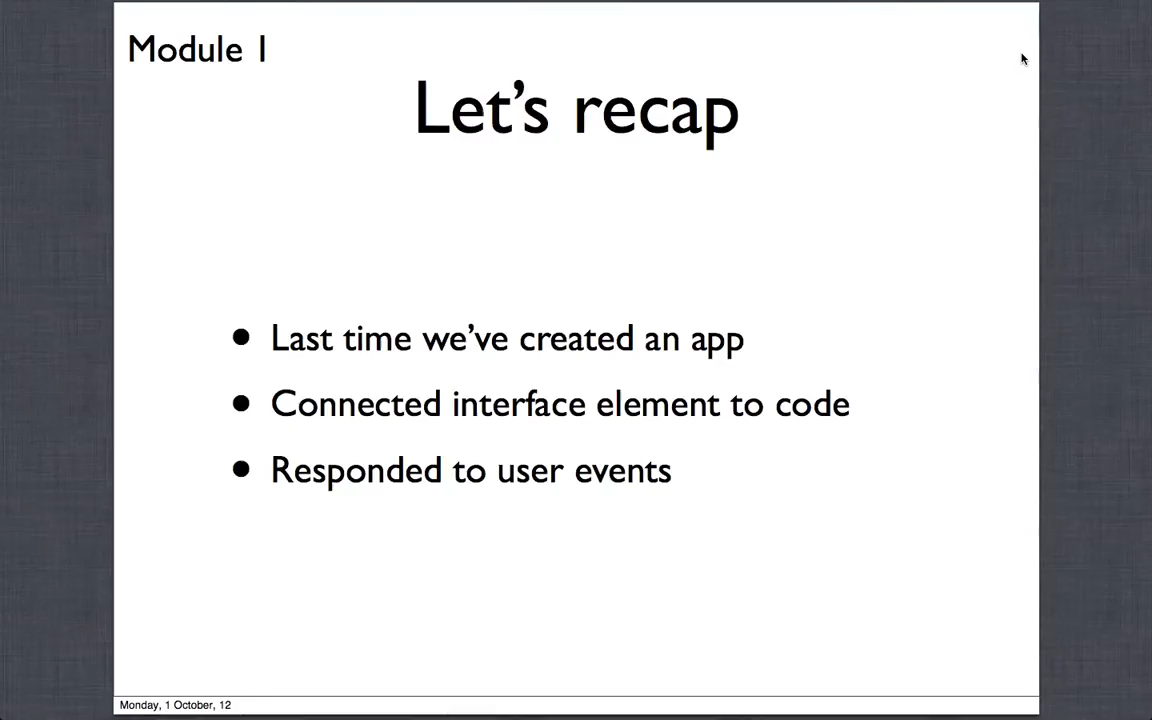 Module 1
Let's recap
• Last time we've created an app
• Connected interface element to code
• Responded to user events
Monday, 1 October, 12